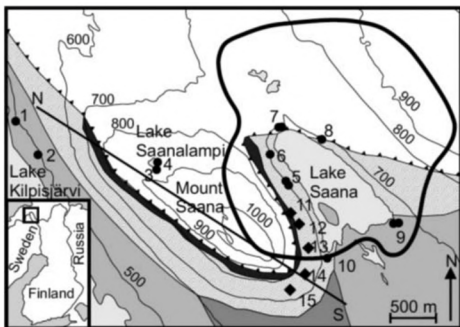 600
700
N
1
2
Lake
Kilpisjärvi
800
Lake
Saanalampi
4
3
Mount
Saana
900
1000
7
8
6
5
Lake
Saana
11
12
13
14
15
10
9
700
800
900
S
500
Sweden
Finland
Russia
N
500 m